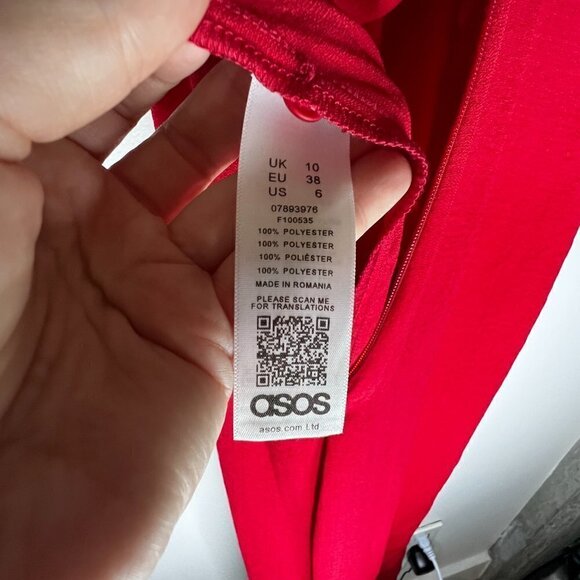 UK 10
EU 38
US 6
07893976
F100535
100% POLYESTER
100% POLYESTER
100% POLIÉSTER
100% POLYESTER
MADE IN ROMANIA
PLEASE SCAN ME
FOR TRANSLATIONS
asos
asos.com Ltd